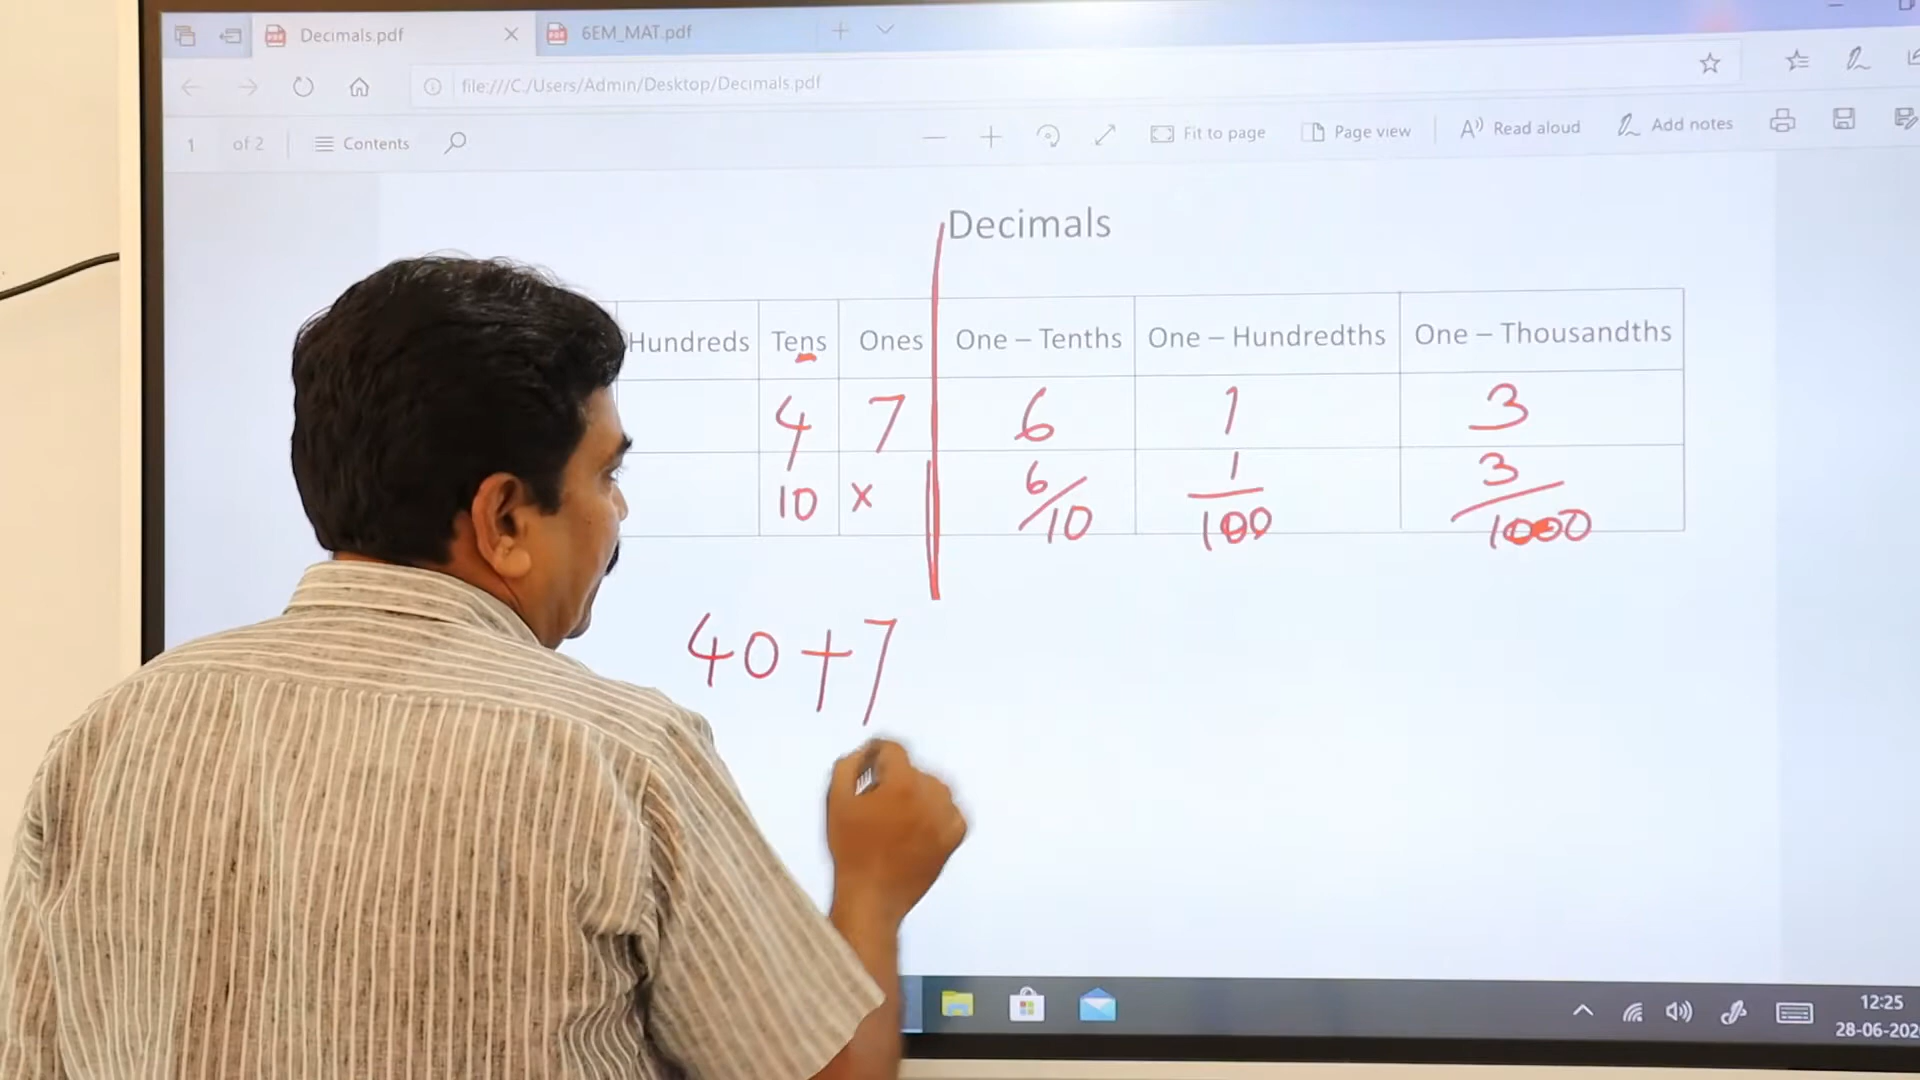 Decimals.pdf 6EM_MAT.pdf
file:///C:/Users/Admin/Desktop/Decimals.pdf
1 of 2 Contents Fit to page Page view Read aloud Add notes
Decimals
Hundreds Tens Ones One – Tenths One – Hundredths One – Thousandths
4 7 6 1 3
10 × 6/10 1/100 3/1000
40+7
12:25
28-06-202